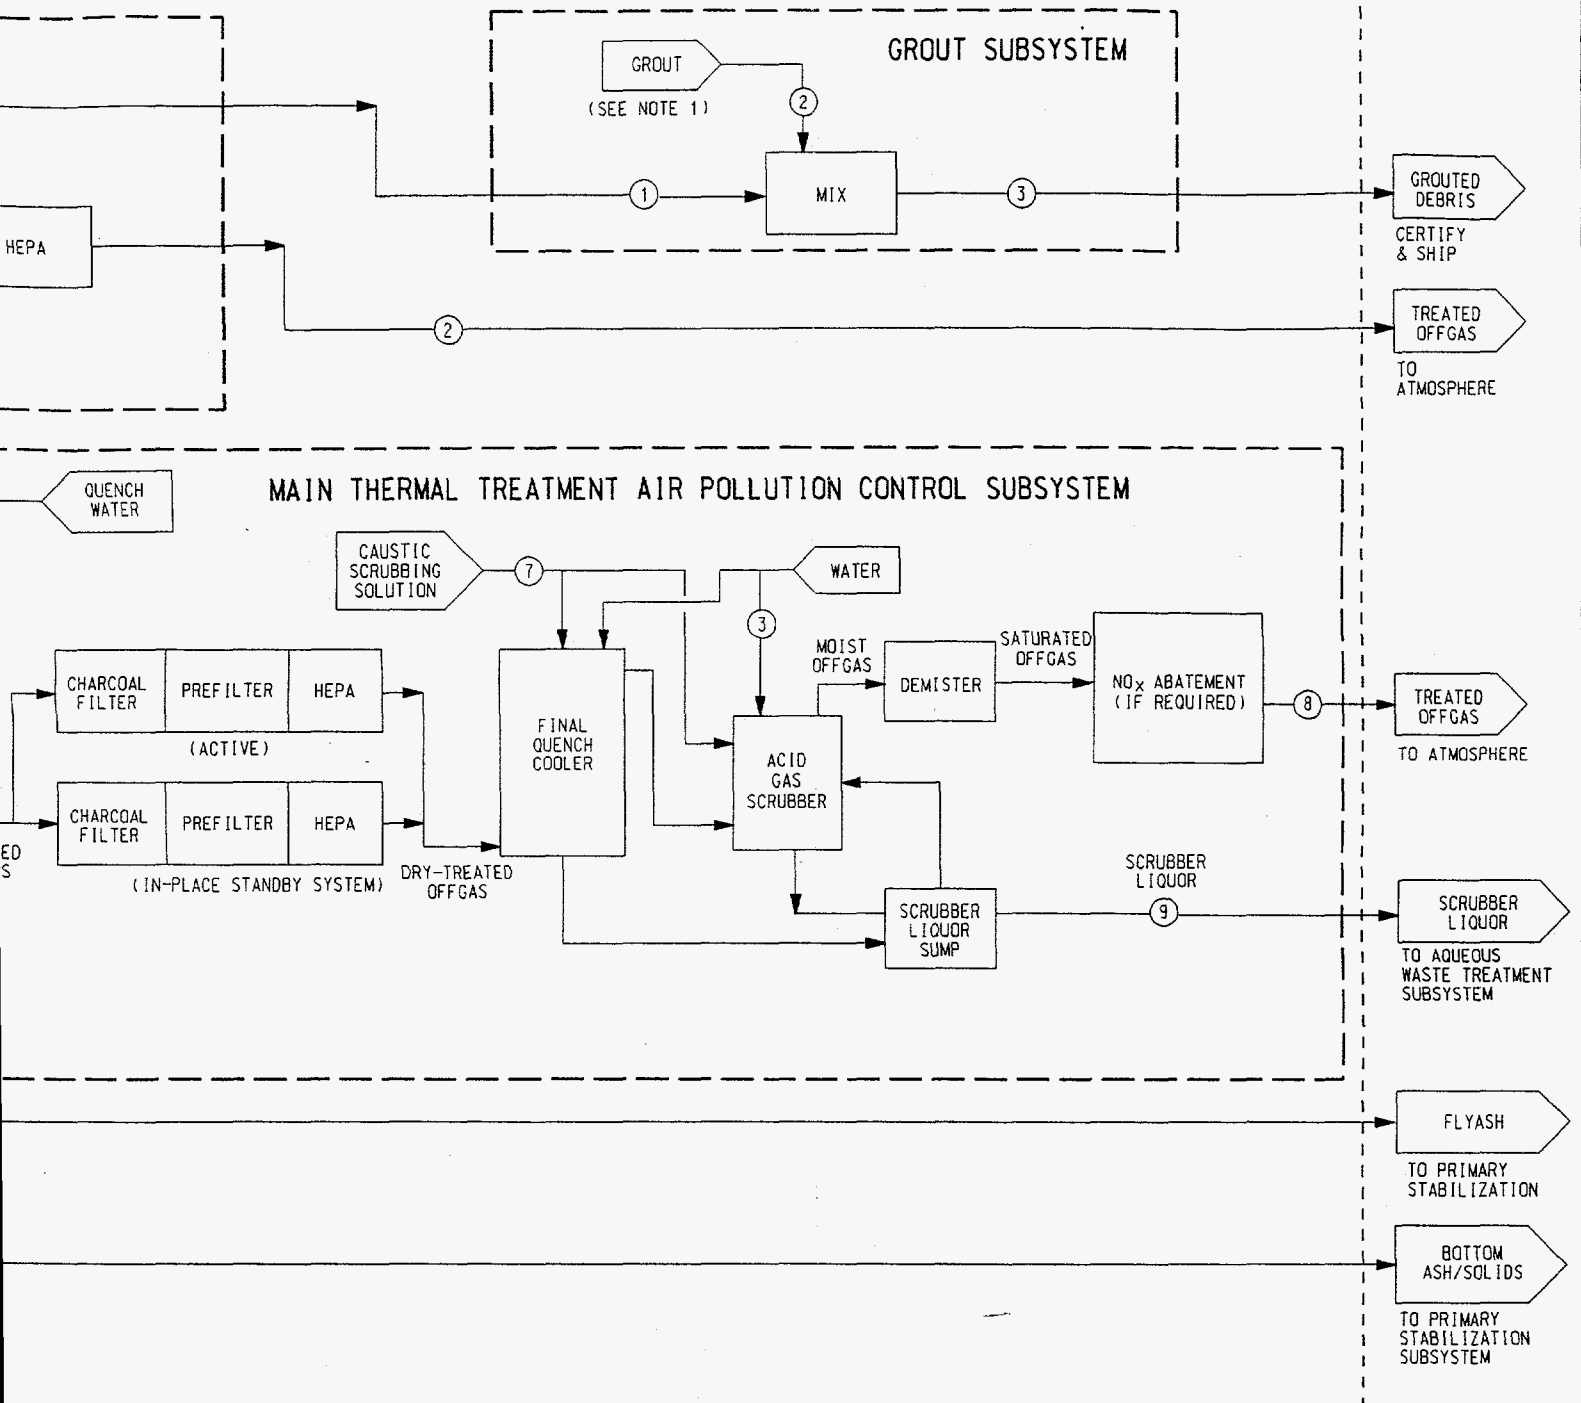 GROUT SUBSYSTEM
GROUT
(SEE NOTE 1)
2
1
MIX
3
GROUTED
DEBRIS
CERTIFY
& SHIP
HEPA
2
TREATED
OFFGAS
TO
ATMOSPHERE
QUENCH
WATER
MAIN THERMAL TREATMENT AIR POLLUTION CONTROL SUBSYSTEM
CAUSTIC
SCRUBBING
SOLUTION
7
WATER
3
CHARCOAL
FILTER
PREFILTER
HEPA
(ACTIVE)
CHARCOAL
FILTER
PREFILTER
HEPA
(IN-PLACE STANDBY SYSTEM)
ED
S
DRY-TREATED
OFFGAS
FINAL
QUENCH
COOLER
ACID
GAS
SCRUBBER
MOIST
OFFGAS
DEMISTER
SATURATED
OFFGAS
NOx ABATEMENT
(IF REQUIRED)
8
TREATED
OFFGAS
TO ATMOSPHERE
SCRUBBER
LIQUOR
SUMP
SCRUBBER
LIQUOR
9
SCRUBBER
LIQUOR
TO AQUEOUS
WASTE TREATMENT
SUBSYSTEM
FLYASH
TO PRIMARY
STABILIZATION
BOTTOM
ASH/SOLIDS
TO PRIMARY
STABILIZATION
SUBSYSTEM